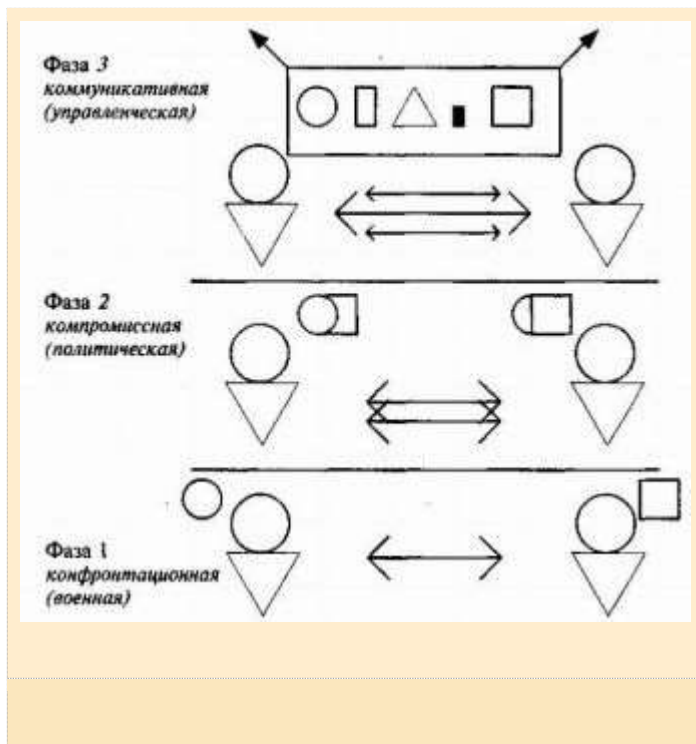 Фаза 3
коммуникативная
(управленческая)
Фаза 2
компромиссная
(политическая)
Фаза 1
конфронтационная
(военная)